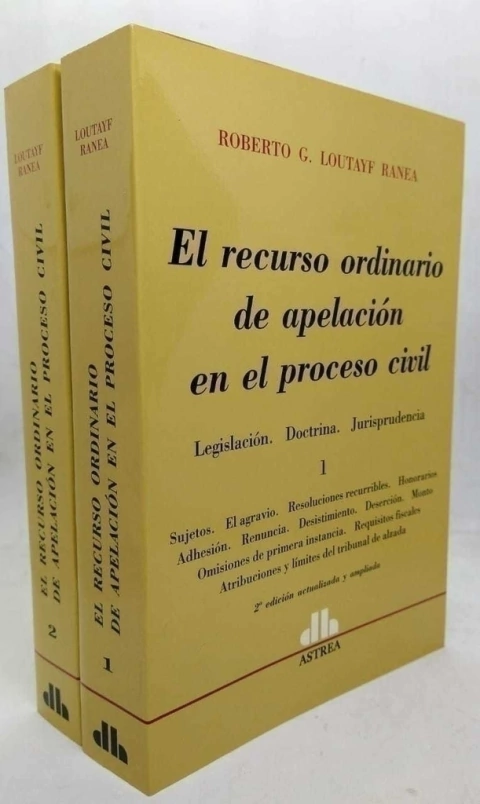 ROBERTO G. LOUTAYF RANEA
El recurso ordinario
de apelación
en el proceso civil
Legislación. Doctrina. Jurisprudencia
1
Sujetos. El agravio. Resoluciones recurribles. Honorarios
Adhesión. Renuncia. Desistimiento. Deserción. Monto
Omisiones de primera instancia. Requisitos fiscales
Atribuciones y límites del tribunal de alzada
2ª edición actualizada y ampliada
dh
ASTREA
LOUTAYF
RANEA
EL RECURSO ORDINARIO
DE APELACIÓN EN EL PROCESO CIVIL
1
dh
LOUTAYF
RANEA
EL RECURSO ORDINARIO
DE APELACIÓN EN EL PROCESO CIVIL
2
dh